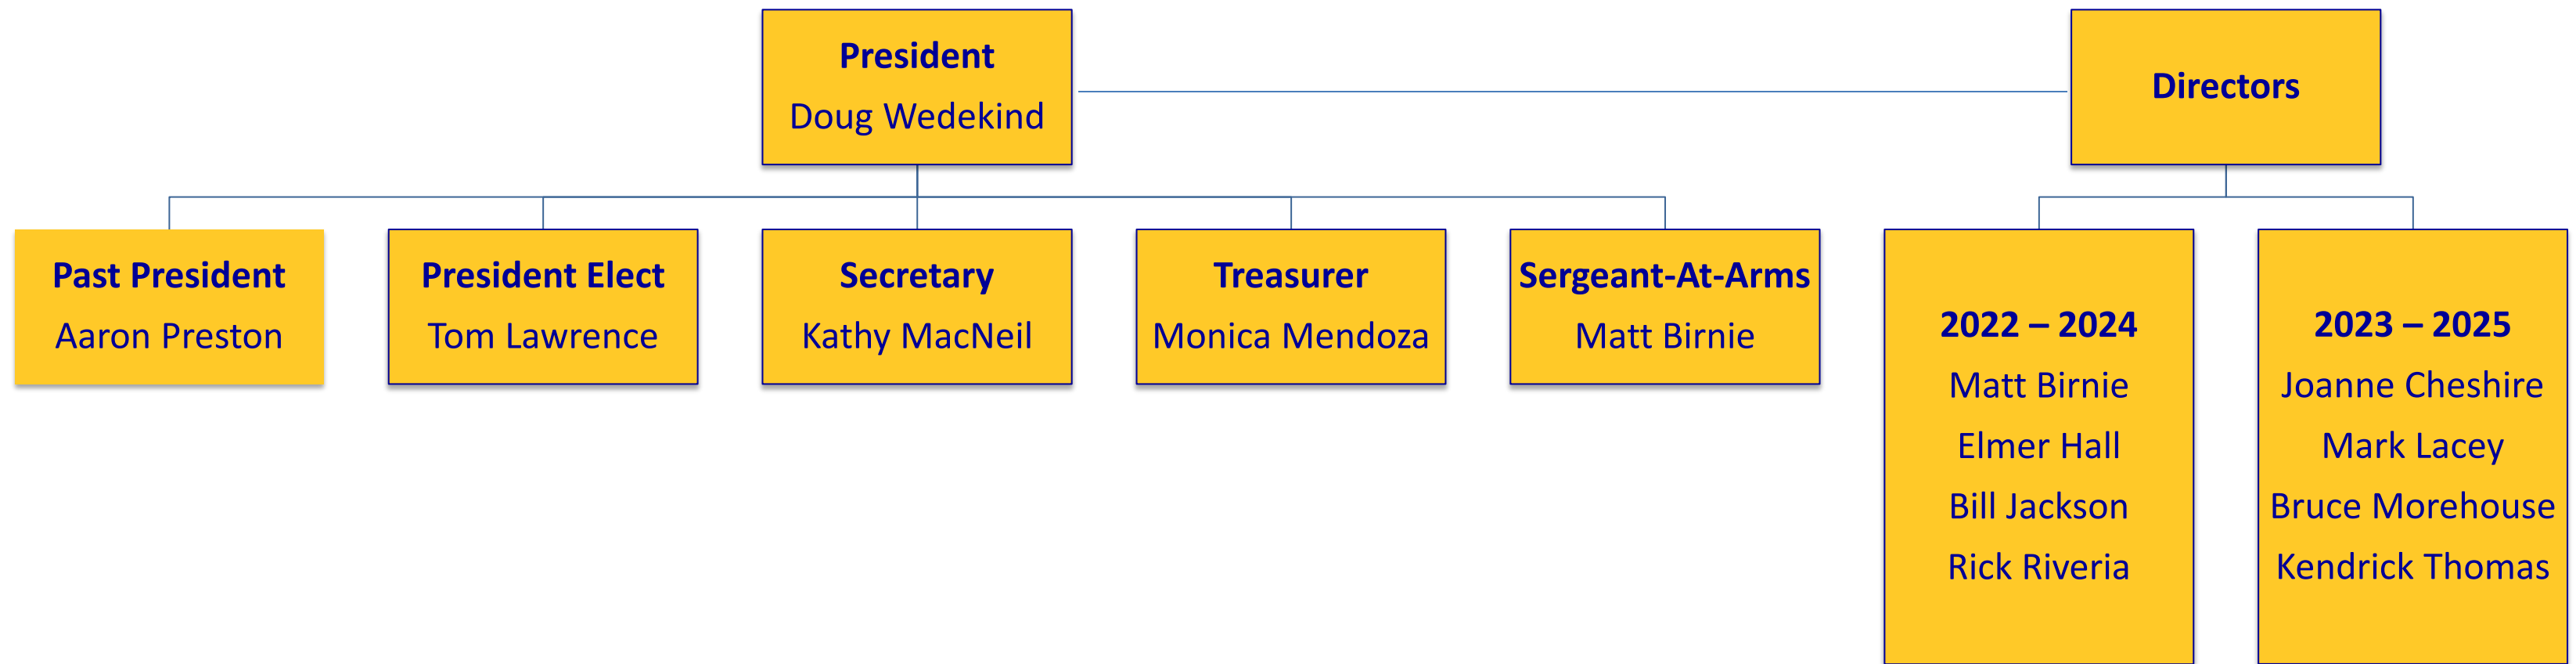 President
Doug Wedekind
Directors
Past President
Aaron Preston
President Elect
Tom Lawrence
Secretary
Kathy MacNeil
Treasurer
Monica Mendoza
Sergeant-At-Arms
Matt Birnie
2022 – 2024
Matt Birnie
Elmer Hall
Bill Jackson
Rick Riveria
2023 – 2025
Joanne Cheshire
Mark Lacey
Bruce Morehouse
Kendrick Thomas